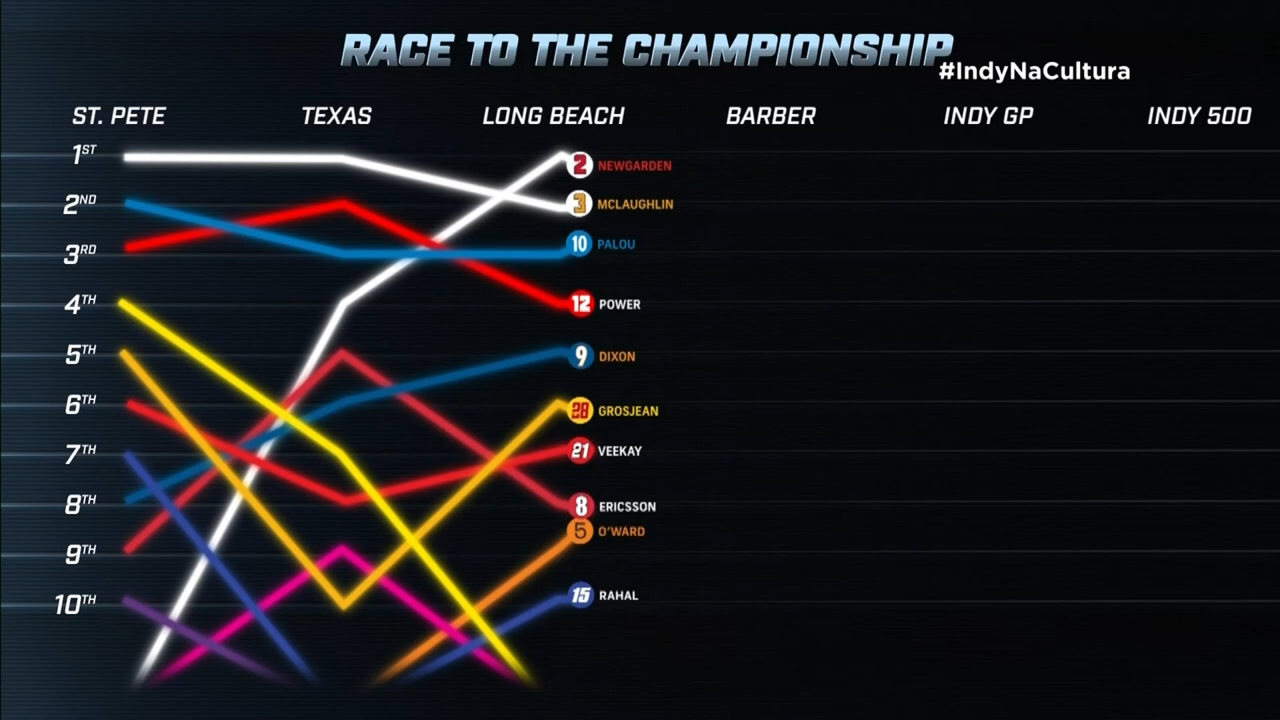 RACE TO THE CHAMPIONSHIP
#IndyNaCultura
ST. PETE TEXAS LONG BEACH BARBER INDY GP INDY 500
1ST 2 NEWGARDEN
2ND 3 MCLAUGHLIN
3RD 10 PALOU
4TH 12 POWER
5TH 9 DIXON
6TH 28 GROSJEAN
7TH 21 VEEKAY
8TH 8 ERICSSON
5 O'WARD
9TH
10TH 15 RAHAL